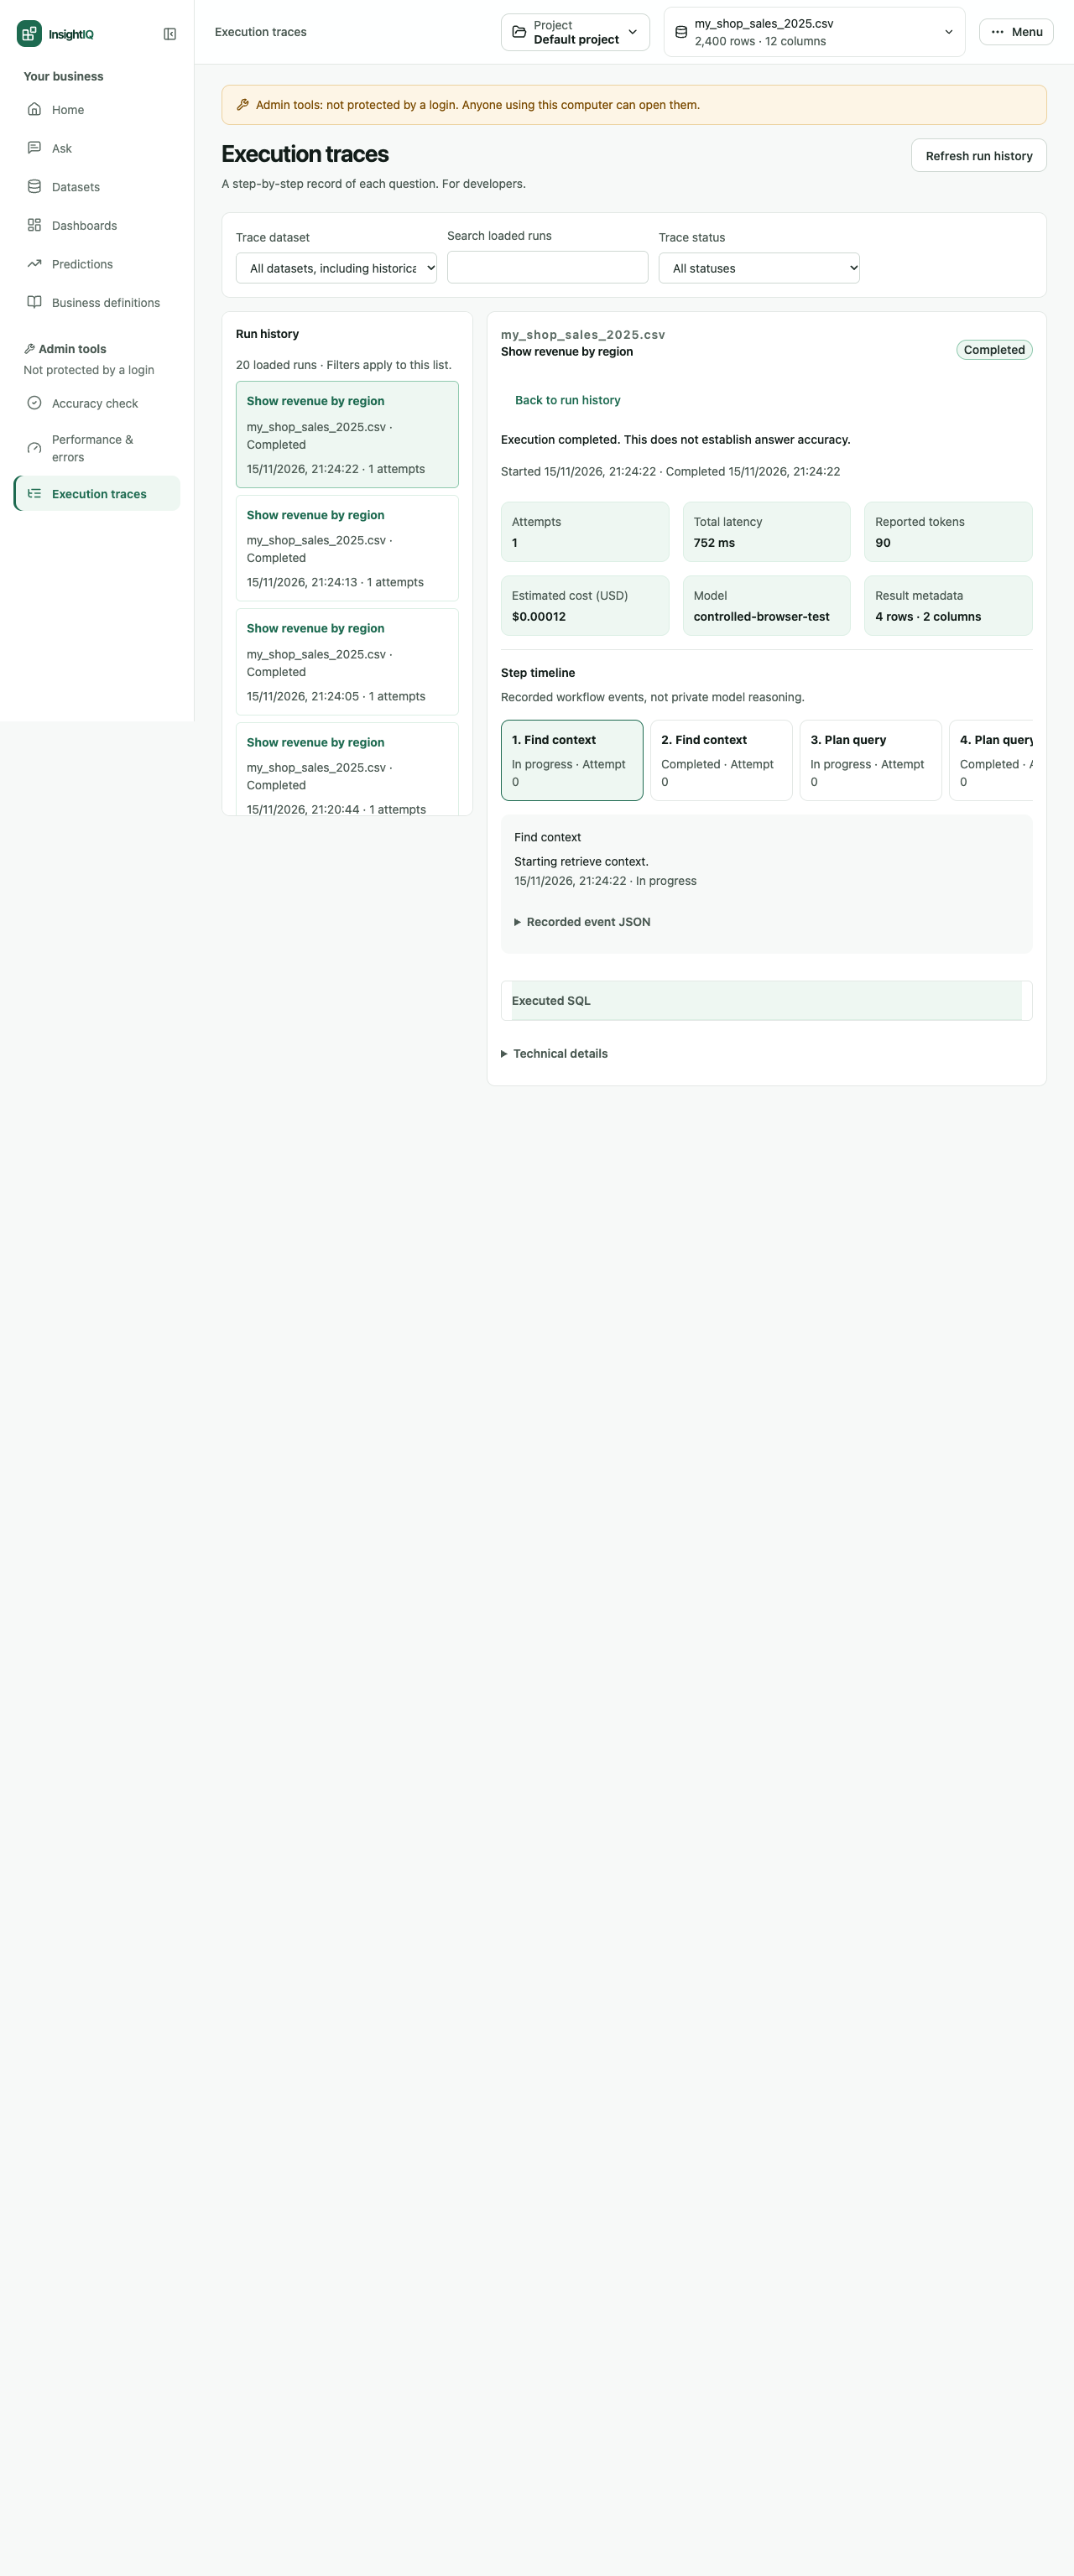 InsightIQ
Your business
Home
Ask
Datasets
Dashboards
Predictions
Business definitions
Admin tools
Not protected by a login
Accuracy check
Performance &
errors
Execution traces
Execution traces
Project
Default project
my_shop_sales_2025.csv
2,400 rows · 12 columns
Menu
Admin tools: not protected by a login. Anyone using this computer can open them.
Execution traces
Refresh run history
A step-by-step record of each question. For developers.
Trace dataset
All datasets, including historica
Search loaded runs
Trace status
All statuses
Run history
20 loaded runs · Filters apply to this list.
Show revenue by region
my_shop_sales_2025.csv ·
Completed
15/11/2026, 21:24:22 · 1 attempts
Show revenue by region
my_shop_sales_2025.csv ·
Completed
15/11/2026, 21:24:13 · 1 attempts
Show revenue by region
my_shop_sales_2025.csv ·
Completed
15/11/2026, 21:24:05 · 1 attempts
Show revenue by region
my_shop_sales_2025.csv ·
Completed
15/11/2026, 21:20:44 · 1 attempts
my_shop_sales_2025.csv
Show revenue by region
Completed
Back to run history
Execution completed. This does not establish answer accuracy.
Started 15/11/2026, 21:24:22 · Completed 15/11/2026, 21:24:22
Attempts
1
Total latency
752 ms
Reported tokens
90
Estimated cost (USD)
$0.00012
Model
controlled-browser-test
Result metadata
4 rows · 2 columns
Step timeline
Recorded workflow events, not private model reasoning.
1. Find context
In progress · Attempt
0
2. Find context
Completed · Attempt
0
3. Plan query
In progress · Attempt
0
4. Plan query
Completed · A
0
Find context
Starting retrieve context.
15/11/2026, 21:24:22 · In progress
Recorded event JSON
Executed SQL
Technical details